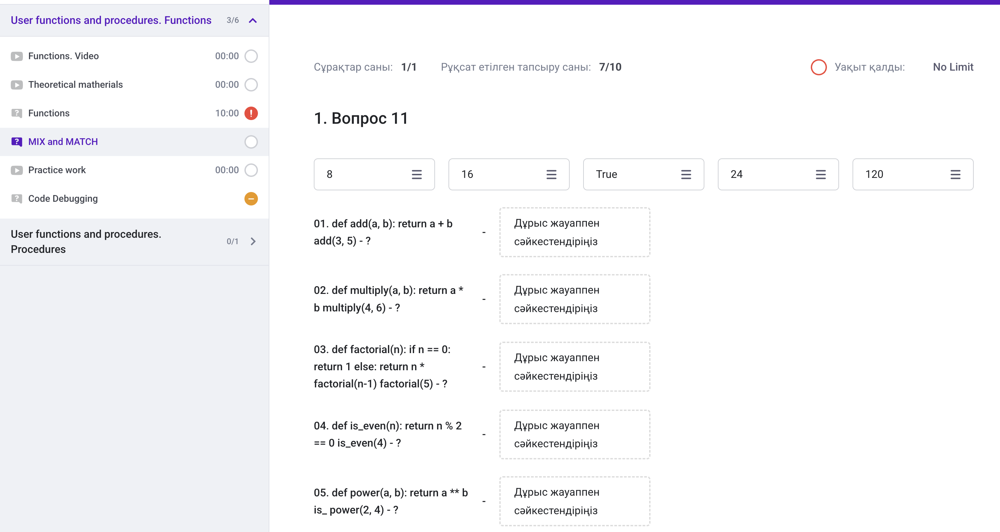 User functions and procedures. Functions 3/6
Functions. Video 00:00
Theoretical matherials 00:00
Functions 10:00
MIX and MATCH
Practice work 00:00
Code Debugging
User functions and procedures.
Procedures 0/1
Сұрақтар саны: 1/1 Рұқсат етілген тапсыру саны: 7/10 Уақыт қалды: No Limit
1. Вопрос 11
8 16 True 24 120
01. def add(a, b): return a + b
add(3, 5) - ?
-
Дұрыс жауаппен
сәйкестендіріңіз
02. def multiply(a, b): return a *
b multiply(4, 6) - ?
-
Дұрыс жауаппен
сәйкестендіріңіз
03. def factorial(n): if n == 0:
return 1 else: return n *
factorial(n-1) factorial(5) - ?
-
Дұрыс жауаппен
сәйкестендіріңіз
04. def is_even(n): return n % 2
== 0 is_even(4) - ?
-
Дұрыс жауаппен
сәйкестендіріңіз
05. def power(a, b): return a ** b
is_ power(2, 4) - ?
-
Дұрыс жауаппен
сәйкестендіріңіз